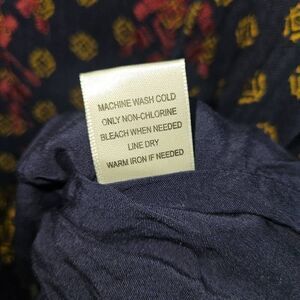 MACHINE WASH COLD
ONLY NON-CHLORINE
BLEACH WHEN NEEDED
LINE DRY
WARM IRON IF NEEDED